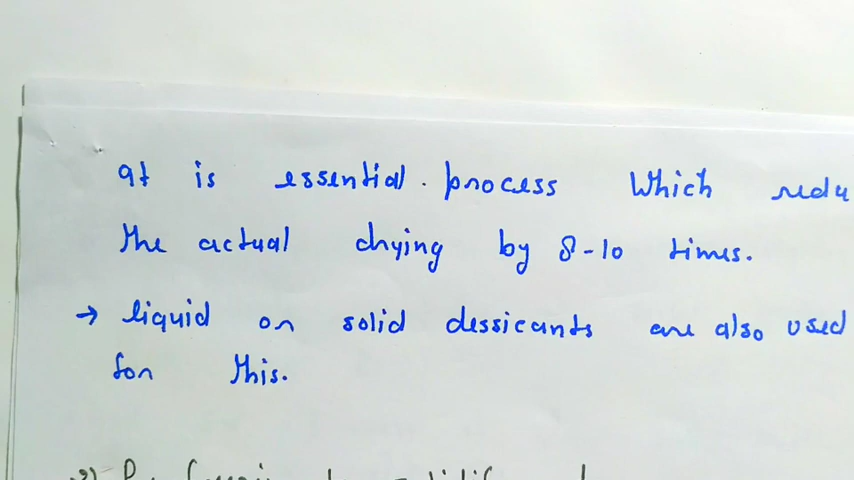 It is essential process Which redu
the actual drying by 8-10 times.
→ liquid or solid dessicants are also used
for this.